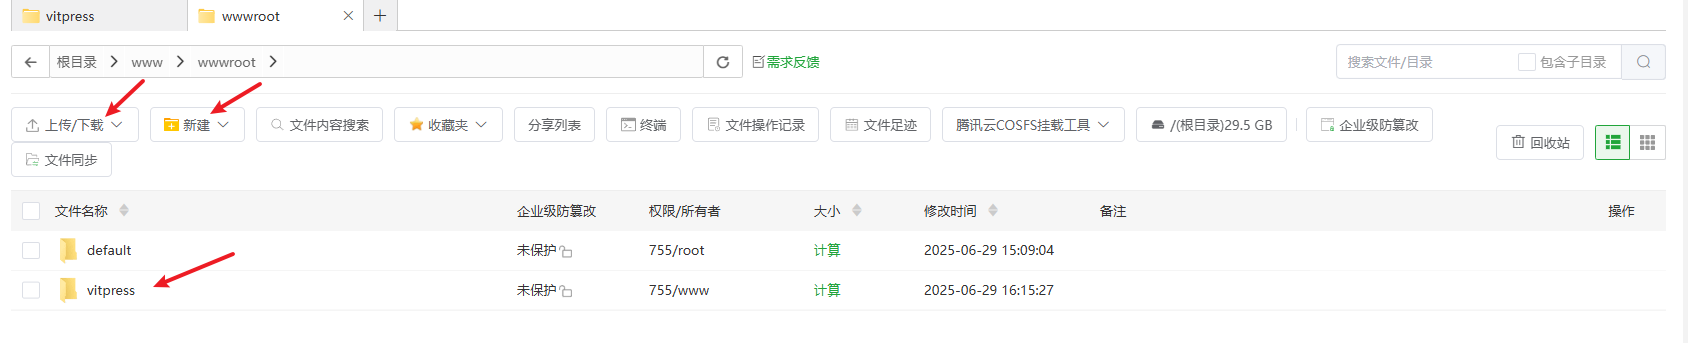 vitpress wwwroot
根目录 www wwwroot 需求反馈 搜索文件/目录 包含子目录
上传/下载 新建 文件内容搜索 收藏夹 分享列表 终端 文件操作记录 文件足迹 腾讯云COSFS挂载工具 /(根目录)29.5 GB 企业级防篡改
回收站
文件同步
文件名称 企业级防篡改 权限/所有者 大小 修改时间 备注 操作
default 未保护 755/root 计算 2025-06-29 15:09:04
vitpress 未保护 755/www 计算 2025-06-29 16:15:27